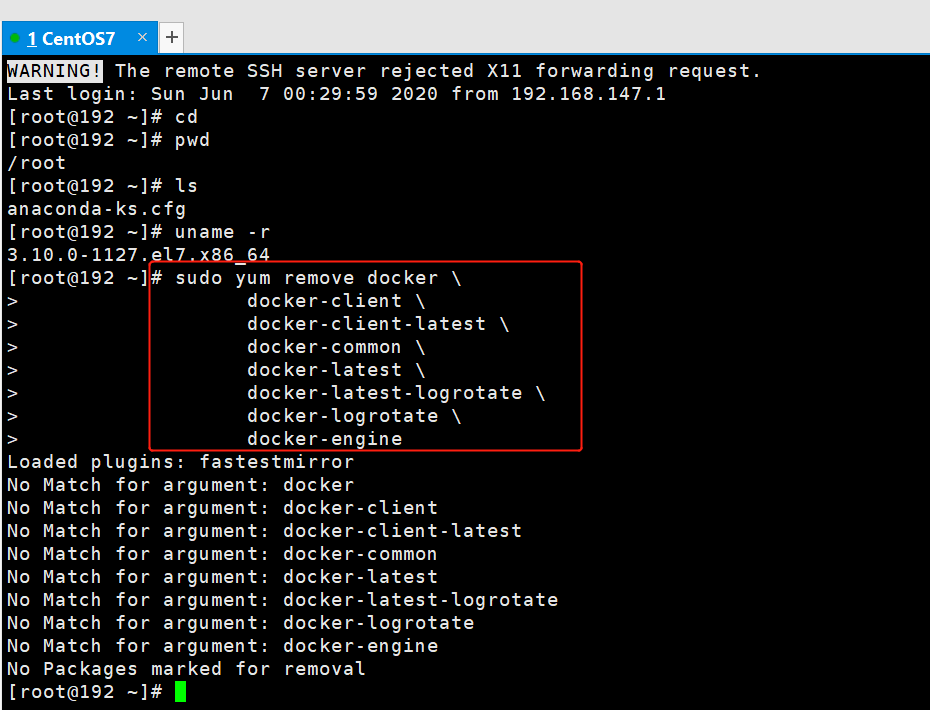 1 CentOS7 × +
WARNING! The remote SSH server rejected X11 forwarding request.
Last login: Sun Jun  7 00:29:59 2020 from 192.168.147.1
[root@192 ~]# cd
[root@192 ~]# pwd
/root
[root@192 ~]# ls
anaconda-ks.cfg
[root@192 ~]# uname -r
3.10.0-1127.el7.x86_64
[root@192 ~]# sudo yum remove docker \
>                   docker-client \
>                   docker-client-latest \
>                   docker-common \
>                   docker-latest \
>                   docker-latest-logrotate \
>                   docker-logrotate \
>                   docker-engine
Loaded plugins: fastestmirror
No Match for argument: docker
No Match for argument: docker-client
No Match for argument: docker-client-latest
No Match for argument: docker-common
No Match for argument: docker-latest
No Match for argument: docker-latest-logrotate
No Match for argument: docker-logrotate
No Match for argument: docker-engine
No Packages marked for removal
[root@192 ~]#